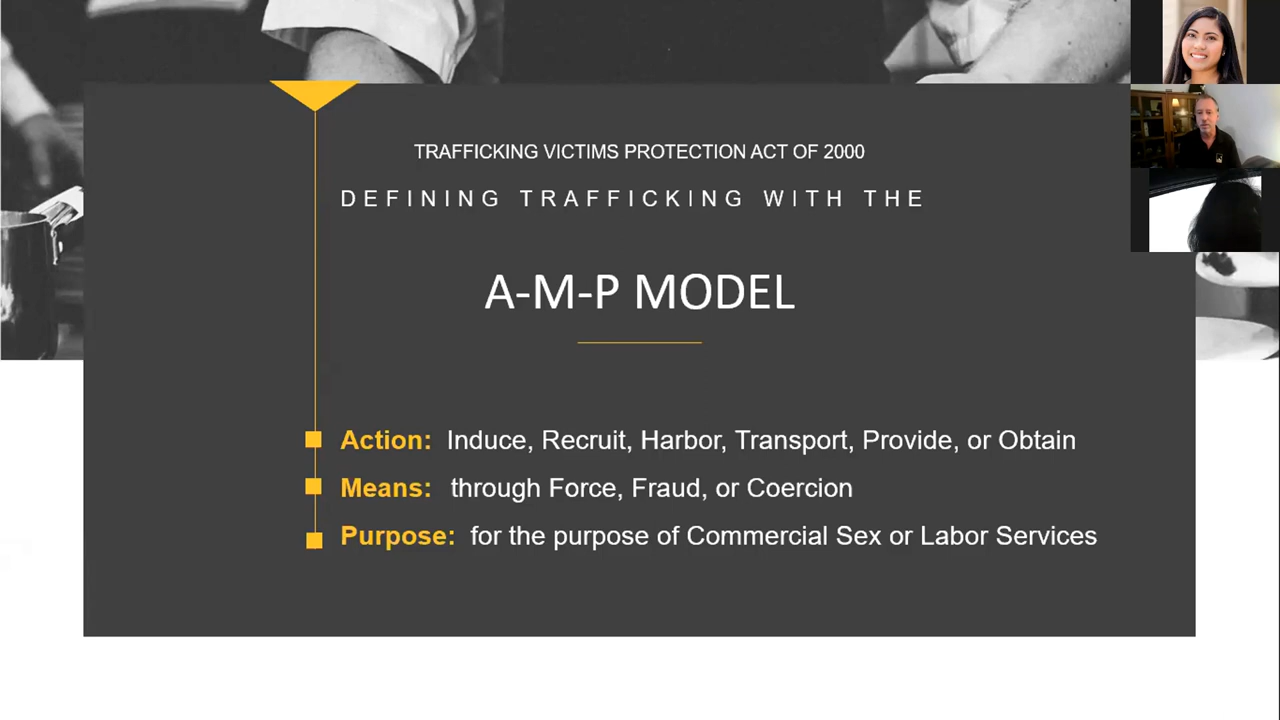 TRAFFICKING VICTIMS PROTECTION ACT OF 2000
DEFINING TRAFFICKING WITH THE
A-M-P MODEL
Action: Induce, Recruit, Harbor, Transport, Provide, or Obtain
Means: through Force, Fraud, or Coercion
Purpose: for the purpose of Commercial Sex or Labor Services